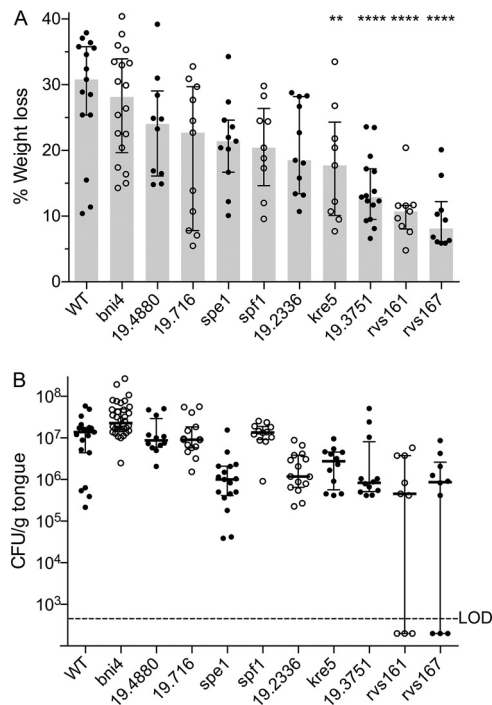 A
** **** **** ****
% Weight loss
40
30
20
10
0
WT bni4 19.4880 19.716 spe1 spf1 19.2336 kre5 19.3751 rvs161 rvs167
B
CFU/g tongue
10⁸
10⁷
10⁶
10⁵
10⁴
10³
LOD
WT bni4 19.4880 19.716 spe1 spf1 19.2336 kre5 19.3751 rvs161 rvs167